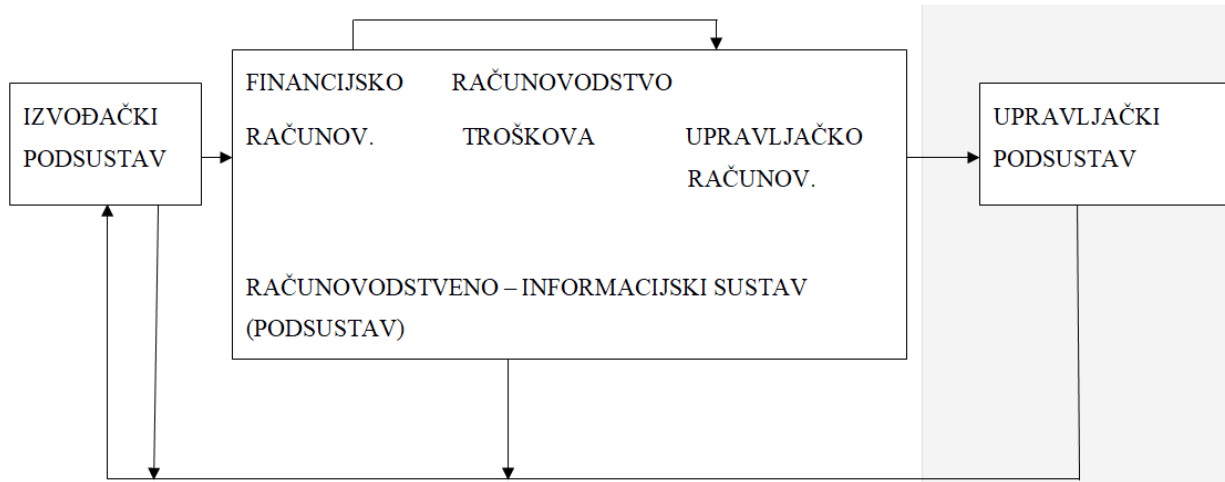 IZVOĐAČKI
PODSUSTAV
FINANCIJSKO RAČUNOVODSTVO
RAČUNOV. TROŠKOVA UPRAVLJAČKO
RAČUNOV.
RAČUNOVODSTVENO – INFORMACIJSKI SUSTAV
(PODSUSTAV)
UPRAVLJAČKI
PODSUSTAV